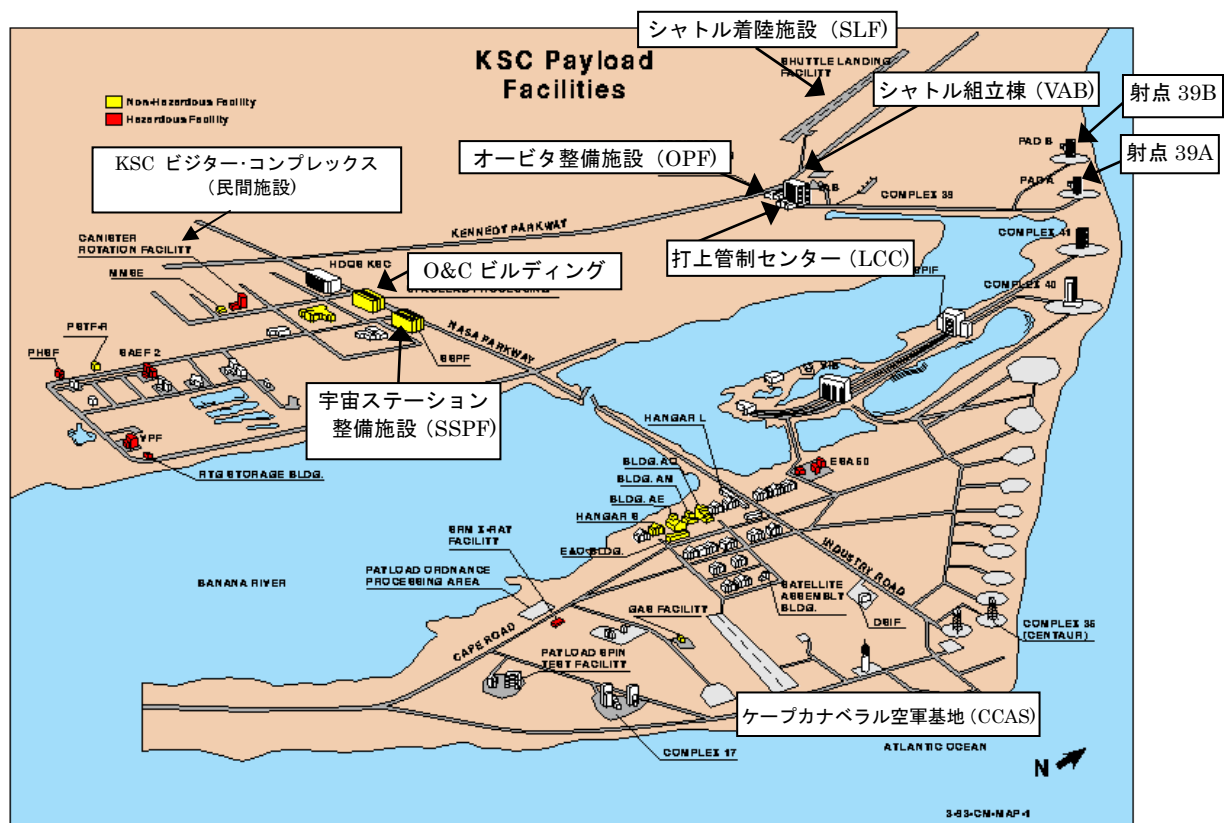 シャトル着陸施設 (SLF)
KSC Payload
Facilities
SHUTTLE LANDING
FACILITY
シャトル組立棟 (VAB)
射点 39B
Non-Hazardous Facility
Hazardous Facility
PAD B
射点 39A
オービタ整備施設 (OPF)
KSC ビジター・コンプレックス
(民間施設)
PAD A
COMPLEX 39
KENNEDY PARKWAY
CANISTER
ROTATION FACILITY
COMPLEX 41
打上管制センター (LCC)
HDQS KSC
O&C ビルディング
MMSE
COMPLEX 40
NASA PARKWAY
PSTF-R
PHSF
SAEF 2
SSPF
VIB
宇宙ステーション
整備施設 (SSPF)
HANGAR L
VPF
RTG STORAGE BLDG.
BLDG. AO
BLDG. AM
BLDG. AE
HANGAR S
ESA 60
SRM X-RAY
FACILITY
E&O BLDG.
INDUSTRY ROAD
BANANA RIVER
PAYLOAD ORDNANCE
PROCESSING AREA
SATELLITE
ASSEMBLY
BLDG.
GAS FACILITY
DSIF
COMPLEX 36
(CENTAUR)
CAPE ROAD
PAYLOAD SPIN
TEST FACILITY
ケープカナベラル空軍基地 (CCAS)
COMPLEX 17
ATLANTIC OCEAN
N
3-93-CM-MAP-1